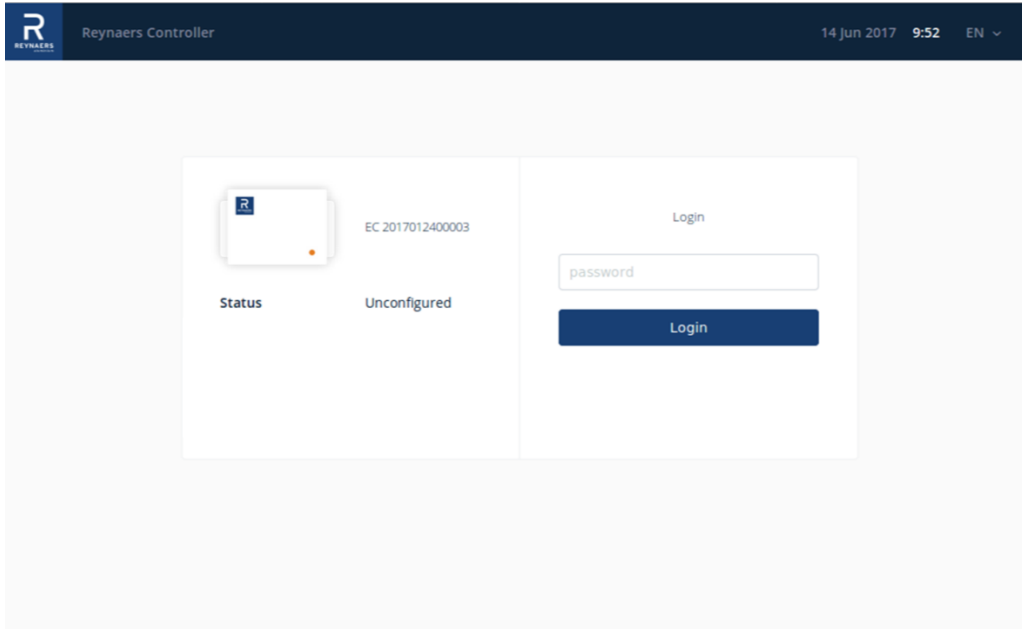 R
REYNAERS
Reynaers Controller
14 Jun 2017 9:52 EN
R
EC 2017012400003
Status Unconfigured
Login
password
Login